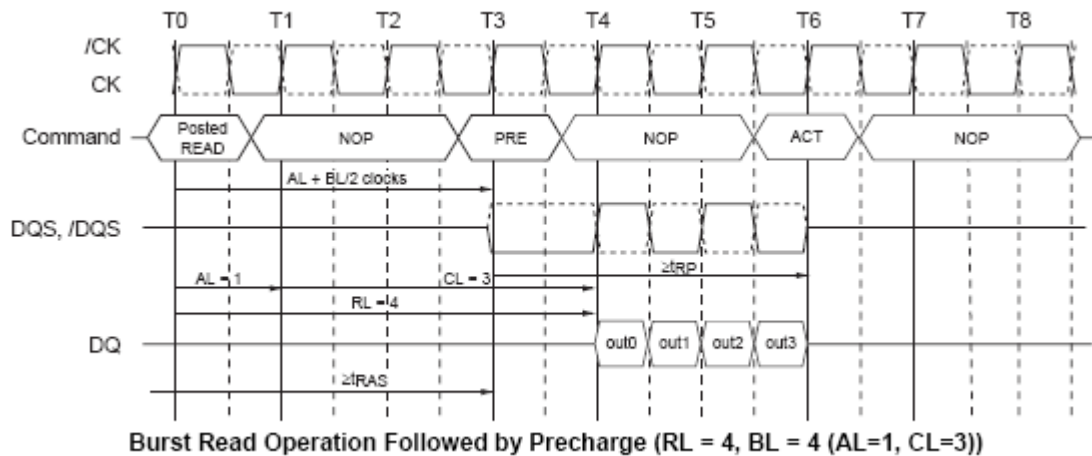 T0 T1 T2 T3 T4 T5 T6 T7 T8
/CK
CK
Command
Posted READ
NOP
PRE
NOP
ACT
NOP
AL + BL/2 clocks
DQS, /DQS
≥tRP
AL = 1
CL = 3
RL = 4
DQ
out0 out1 out2 out3
≥tRAS
Burst Read Operation Followed by Precharge (RL = 4, BL = 4 (AL=1, CL=3))